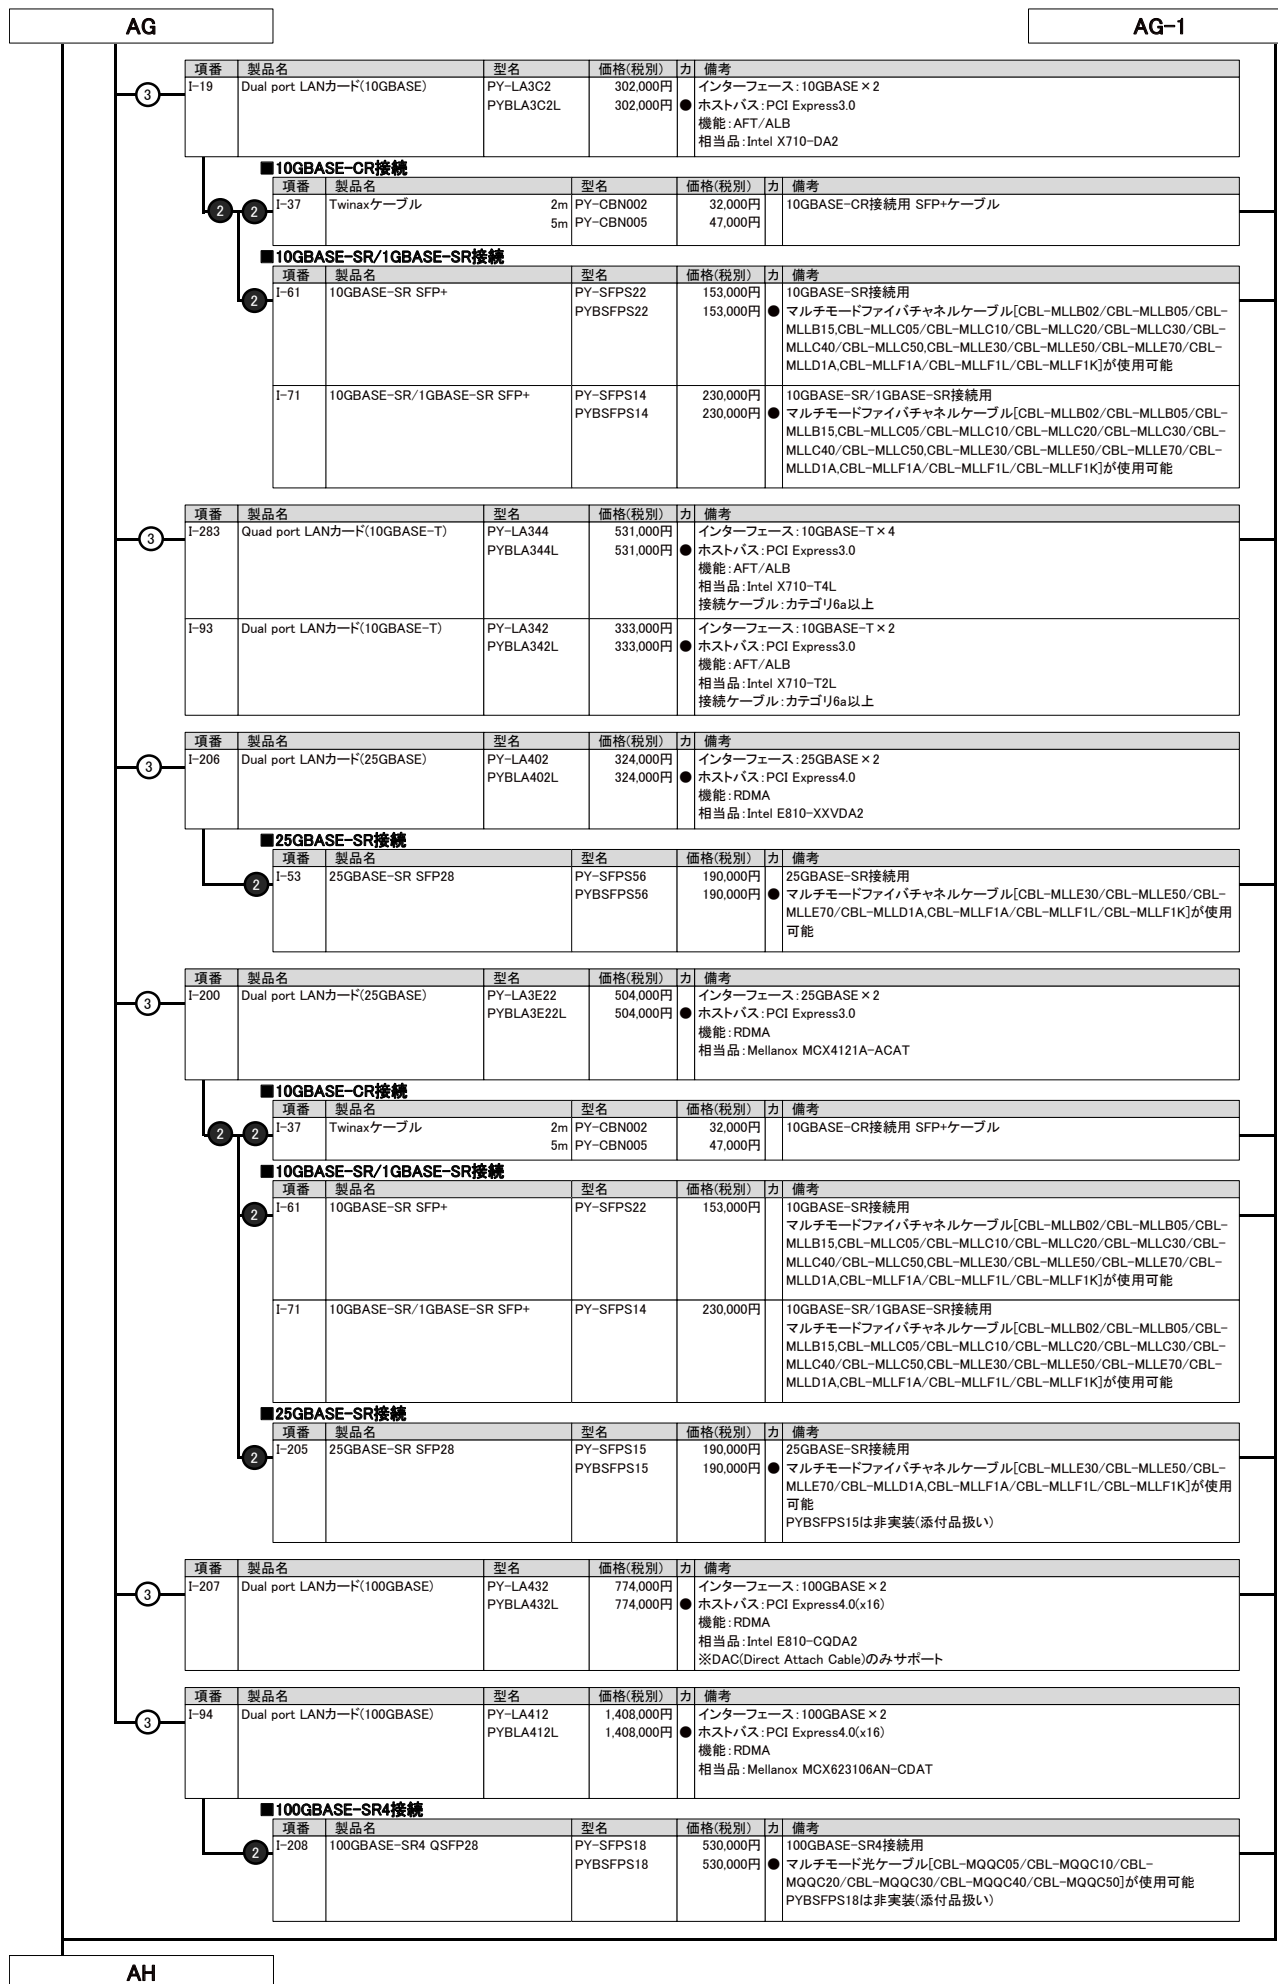 AG
AG-1
項番 製品名 型名 価格(税別) カ 備考
③ I-19 Dual port LANカード(10GBASE) PY-LA3C2 302,000円 インターフェース:10GBASE×2
PYBLA3C2L 302,000円 ● ホストバス:PCI Express3.0
機能:AFT/ALB
相当品:Intel X710-DA2
■10GBASE-CR接続
項番 製品名 型名 価格(税別) カ 備考
2 2 I-37 Twinaxケーブル 2m PY-CBN002 32,000円 10GBASE-CR接続用 SFP+ケーブル
5m PY-CBN005 47,000円
■10GBASE-SR/1GBASE-SR接続
項番 製品名 型名 価格(税別) カ 備考
2 I-61 10GBASE-SR SFP+ PY-SFPS22 153,000円 10GBASE-SR接続用
PYBSFPS22 153,000円 ● マルチモードファイバチャネルケーブル[CBL-MLLB02/CBL-MLLB05/CBL-
MLLB15,CBL-MLLC05/CBL-MLLC10/CBL-MLLC20/CBL-MLLC30/CBL-
MLLC40/CBL-MLLC50,CBL-MLLE30/CBL-MLLE50/CBL-MLLE70/CBL-
MLLD1A,CBL-MLLF1A/CBL-MLLF1L/CBL-MLLF1K]が使用可能
I-71 10GBASE-SR/1GBASE-SR SFP+ PY-SFPS14 230,000円 10GBASE-SR/1GBASE-SR接続用
PYBSFPS14 230,000円 ● マルチモードファイバチャネルケーブル[CBL-MLLB02/CBL-MLLB05/CBL-
MLLB15,CBL-MLLC05/CBL-MLLC10/CBL-MLLC20/CBL-MLLC30/CBL-
MLLC40/CBL-MLLC50,CBL-MLLE30/CBL-MLLE50/CBL-MLLE70/CBL-
MLLD1A,CBL-MLLF1A/CBL-MLLF1L/CBL-MLLF1K]が使用可能
項番 製品名 型名 価格(税別) カ 備考
③ I-283 Quad port LANカード(10GBASE-T) PY-LA344 531,000円 インターフェース:10GBASE-T×4
PYBLA344L 531,000円 ● ホストバス:PCI Express3.0
機能:AFT/ALB
相当品:Intel X710-T4L
接続ケーブル:カテゴリ6a以上
I-93 Dual port LANカード(10GBASE-T) PY-LA342 333,000円 インターフェース:10GBASE-T×2
PYBLA342L 333,000円 ● ホストバス:PCI Express3.0
機能:AFT/ALB
相当品:Intel X710-T2L
接続ケーブル:カテゴリ6a以上
項番 製品名 型名 価格(税別) カ 備考
③ I-206 Dual port LANカード(25GBASE) PY-LA402 324,000円 インターフェース:25GBASE×2
PYBLA402L 324,000円 ● ホストバス:PCI Express4.0
機能:RDMA
相当品:Intel E810-XXVDA2
■25GBASE-SR接続
項番 製品名 型名 価格(税別) カ 備考
2 I-53 25GBASE-SR SFP28 PY-SFPS56 190,000円 25GBASE-SR接続用
PYBSFPS56 190,000円 ● マルチモードファイバチャネルケーブル[CBL-MLLE30/CBL-MLLE50/CBL-
MLLE70/CBL-MLLD1A,CBL-MLLF1A/CBL-MLLF1L/CBL-MLLF1K]が使用
可能
項番 製品名 型名 価格(税別) カ 備考
③ I-200 Dual port LANカード(25GBASE) PY-LA3E22 504,000円 インターフェース:25GBASE×2
PYBLA3E22L 504,000円 ● ホストバス:PCI Express3.0
機能:RDMA
相当品:Mellanox MCX4121A-ACAT
■10GBASE-CR接続
項番 製品名 型名 価格(税別) カ 備考
2 2 I-37 Twinaxケーブル 2m PY-CBN002 32,000円 10GBASE-CR接続用 SFP+ケーブル
5m PY-CBN005 47,000円
■10GBASE-SR/1GBASE-SR接続
項番 製品名 型名 価格(税別) カ 備考
2 I-61 10GBASE-SR SFP+ PY-SFPS22 153,000円 10GBASE-SR接続用
マルチモードファイバチャネルケーブル[CBL-MLLB02/CBL-MLLB05/CBL-
MLLB15,CBL-MLLC05/CBL-MLLC10/CBL-MLLC20/CBL-MLLC30/CBL-
MLLC40/CBL-MLLC50,CBL-MLLE30/CBL-MLLE50/CBL-MLLE70/CBL-
MLLD1A,CBL-MLLF1A/CBL-MLLF1L/CBL-MLLF1K]が使用可能
I-71 10GBASE-SR/1GBASE-SR SFP+ PY-SFPS14 230,000円 10GBASE-SR/1GBASE-SR接続用
マルチモードファイバチャネルケーブル[CBL-MLLB02/CBL-MLLB05/CBL-
MLLB15,CBL-MLLC05/CBL-MLLC10/CBL-MLLC20/CBL-MLLC30/CBL-
MLLC40/CBL-MLLC50,CBL-MLLE30/CBL-MLLE50/CBL-MLLE70/CBL-
MLLD1A,CBL-MLLF1A/CBL-MLLF1L/CBL-MLLF1K]が使用可能
■25GBASE-SR接続
項番 製品名 型名 価格(税別) カ 備考
2 I-205 25GBASE-SR SFP28 PY-SFPS15 190,000円 25GBASE-SR接続用
PYBSFPS15 190,000円 ● マルチモードファイバチャネルケーブル[CBL-MLLE30/CBL-MLLE50/CBL-
MLLE70/CBL-MLLD1A,CBL-MLLF1A/CBL-MLLF1L/CBL-MLLF1K]が使用
可能
PYBSFPS15は非実装(添付品扱い)
項番 製品名 型名 価格(税別) カ 備考
③ I-207 Dual port LANカード(100GBASE) PY-LA432 774,000円 インターフェース:100GBASE×2
PYBLA432L 774,000円 ● ホストバス:PCI Express4.0(x16)
機能:RDMA
相当品:Intel E810-CQDA2
※DAC(Direct Attach Cable)のみサポート
項番 製品名 型名 価格(税別) カ 備考
③ I-94 Dual port LANカード(100GBASE) PY-LA412 1,408,000円 インターフェース:100GBASE×2
PYBLA412L 1,408,000円 ● ホストバス:PCI Express4.0(x16)
機能:RDMA
相当品:Mellanox MCX623106AN-CDAT
■100GBASE-SR4接続
項番 製品名 型名 価格(税別) カ 備考
2 I-208 100GBASE-SR4 QSFP28 PY-SFPS18 530,000円 100GBASE-SR4接続用
PYBSFPS18 530,000円 ● マルチモード光ケーブル[CBL-MQQC05/CBL-MQQC10/CBL-
MQQC20/CBL-MQQC30/CBL-MQQC40/CBL-MQQC50]が使用可能
PYBSFPS18は非実装(添付品扱い)
AH